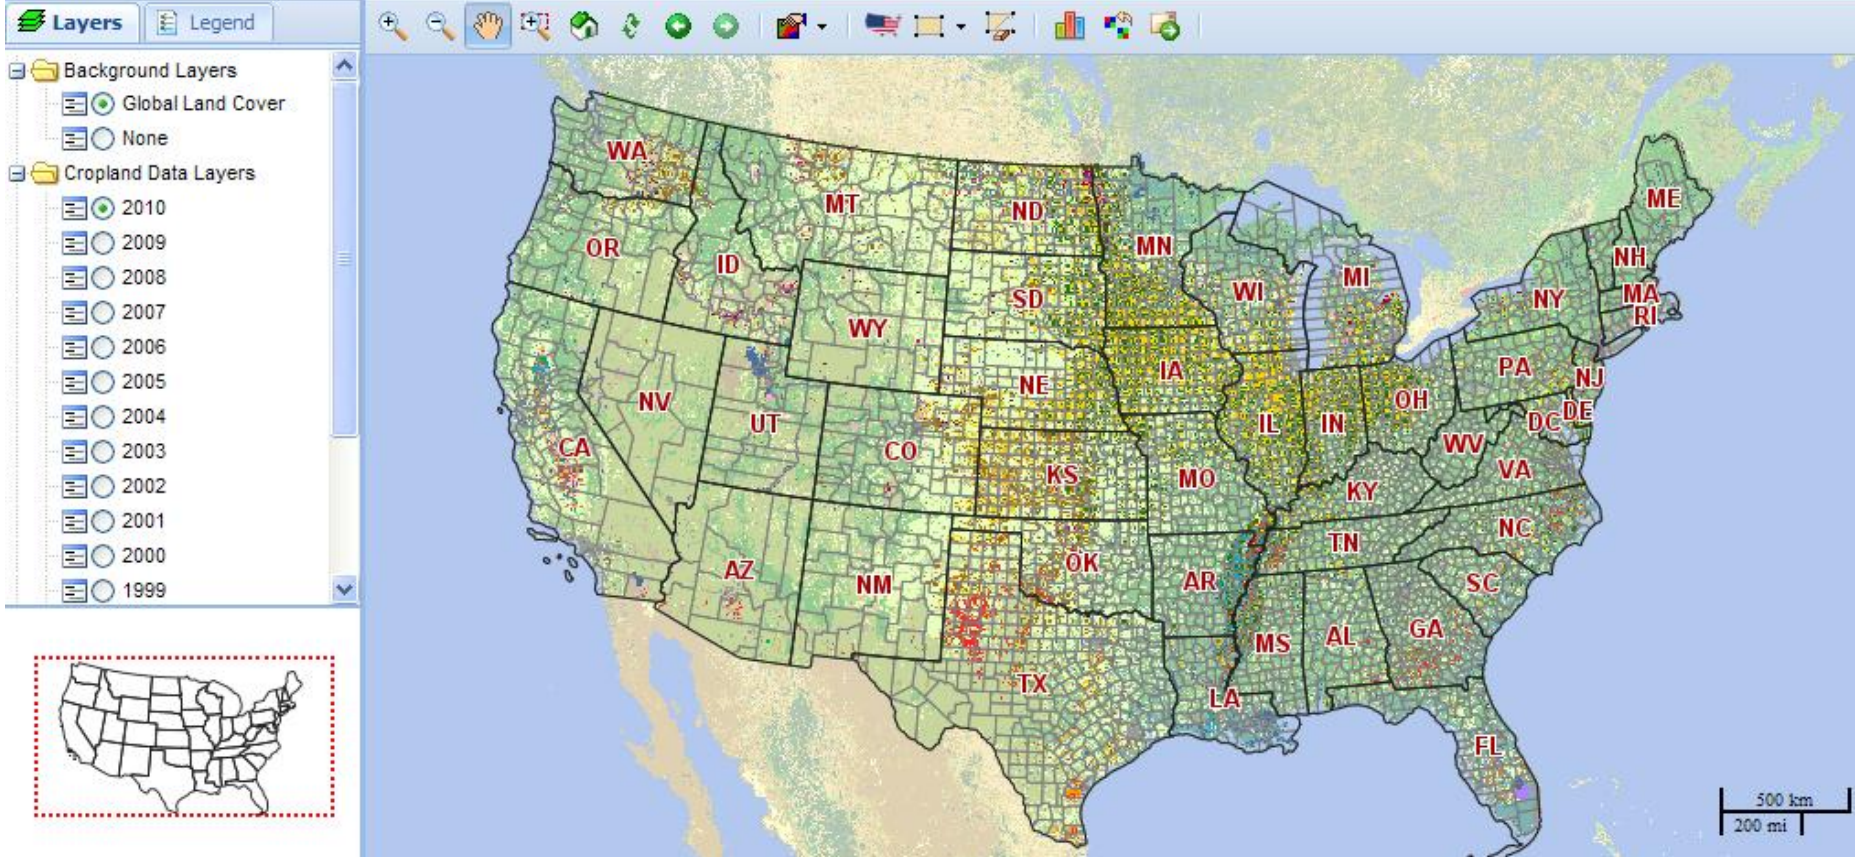 Layers
Legend
Background Layers
Global Land Cover
None
Cropland Data Layers
2010
2009
2008
2007
2006
2005
2004
2003
2002
2001
2000
1999
WA
MT
ND
MN
ME
OR
ID
SD
WI
MI
NH
NY
MA
RI
WY
IA
PA
NJ
NE
NV
UT
OH
DE
DC
IL
IN
CA
CO
KS
MO
WV
VA
KY
NC
TN
AZ
NM
OK
AR
SC
MS
AL
GA
TX
LA
FL
500 km
200 mi